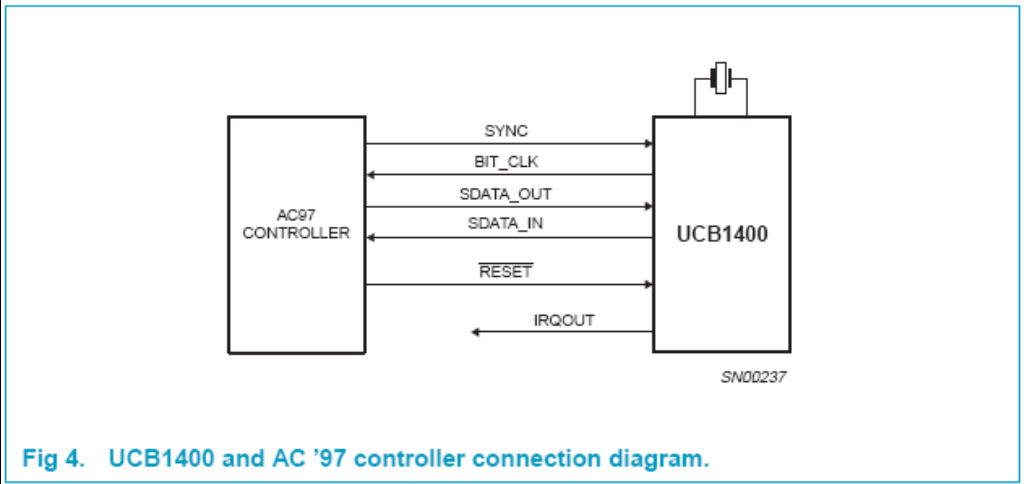 SYNC
BIT_CLK
SDATA_OUT
AC97
CONTROLLER
SDATA_IN
UCB1400
RESET
IRQOUT
SN00237
Fig 4. UCB1400 and AC ’97 controller connection diagram.